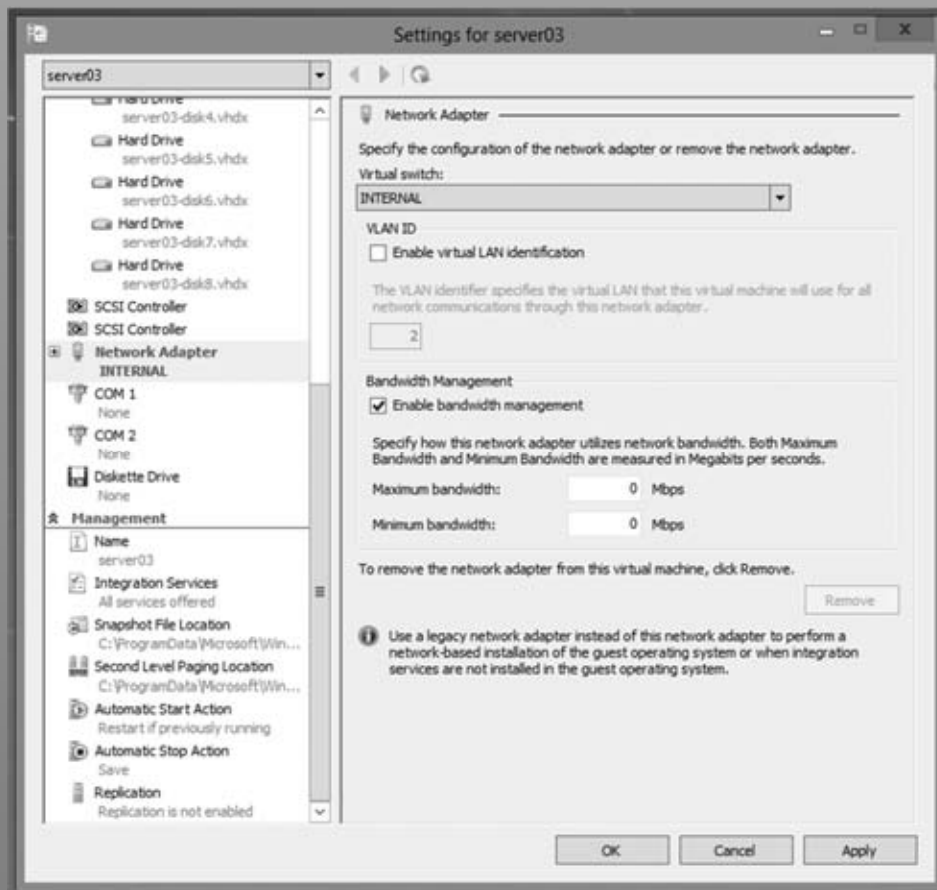 Settings for server03
server03
Hard Drive
server03-disk4.vhdx
Hard Drive
server03-disk5.vhdx
Hard Drive
server03-disk6.vhdx
Hard Drive
server03-disk7.vhdx
Hard Drive
server03-disk8.vhdx
SCSI Controller
SCSI Controller
Network Adapter
INTERNAL
COM 1
None
COM 2
None
Diskette Drive
None
Management
Name
server03
Integration Services
All services offered
Snapshot File Location
C:\ProgramData\Microsoft\Win...
Second Level Paging Location
C:\ProgramData\Microsoft\Win...
Automatic Start Action
Restart if previously running
Automatic Stop Action
Save
Replication
Replication is not enabled
Network Adapter
Specify the configuration of the network adapter or remove the network adapter.
Virtual switch:
INTERNAL
VLAN ID
Enable virtual LAN identification
The VLAN identifier specifies the virtual LAN that this virtual machine will use for all
network communications through this network adapter.
2
Bandwidth Management
Enable bandwidth management
Specify how this network adapter utilizes network bandwidth. Both Maximum
Bandwidth and Minimum Bandwidth are measured in Megabits per seconds.
Maximum bandwidth: 0 Mbps
Minimum bandwidth: 0 Mbps
To remove the network adapter from this virtual machine, click Remove.
Remove
Use a legacy network adapter instead of this network adapter to perform a
network-based installation of the guest operating system or when integration
services are not installed in the guest operating system.
OK Cancel Apply